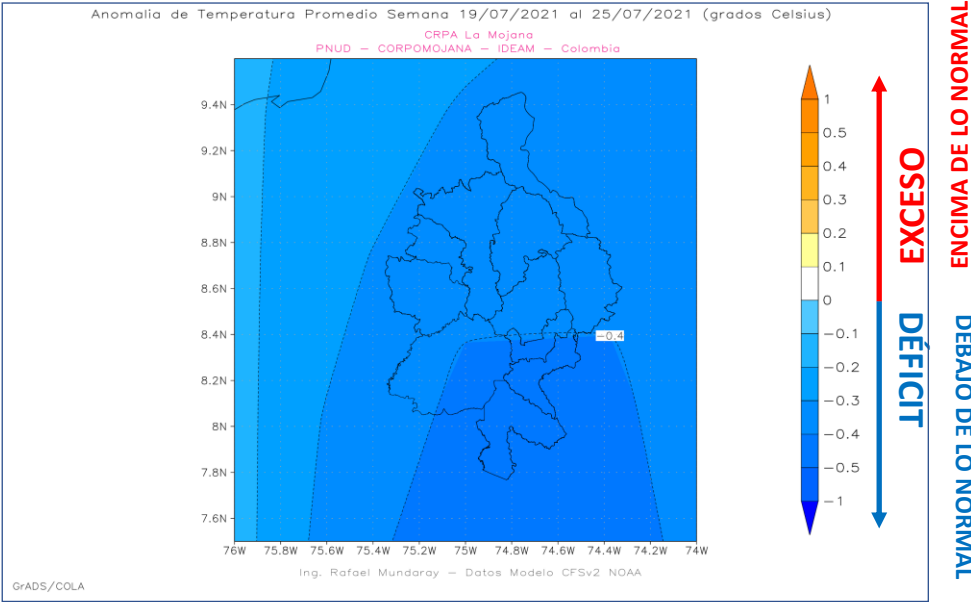 Anomalia de Temperatura Promedio Semana 19/07/2021 al 25/07/2021 (grados Celsius)
CRPA La Mojana
PNUD – CORPOMOJANA – IDEAM – Colombia
9.4N
9.2N
9N
8.8N
8.6N
8.4N
8.2N
8N
7.8N
7.6N
76W 75.8W 75.6W 75.4W 75.2W 75W 74.8W 74.6W 74.4W 74.2W 74W
−0.4
1
0.5
0.4
0.3
0.2
0.1
0
−0.1
−0.2
−0.3
−0.4
−0.5
−1
EXCESO
DÉFICIT
ENCIMA DE LO NORMAL
DEBAJO DE LO NORMAL
Ing. Rafael Mundaray – Datos Modelo CFSv2 NOAA
GrADS/COLA